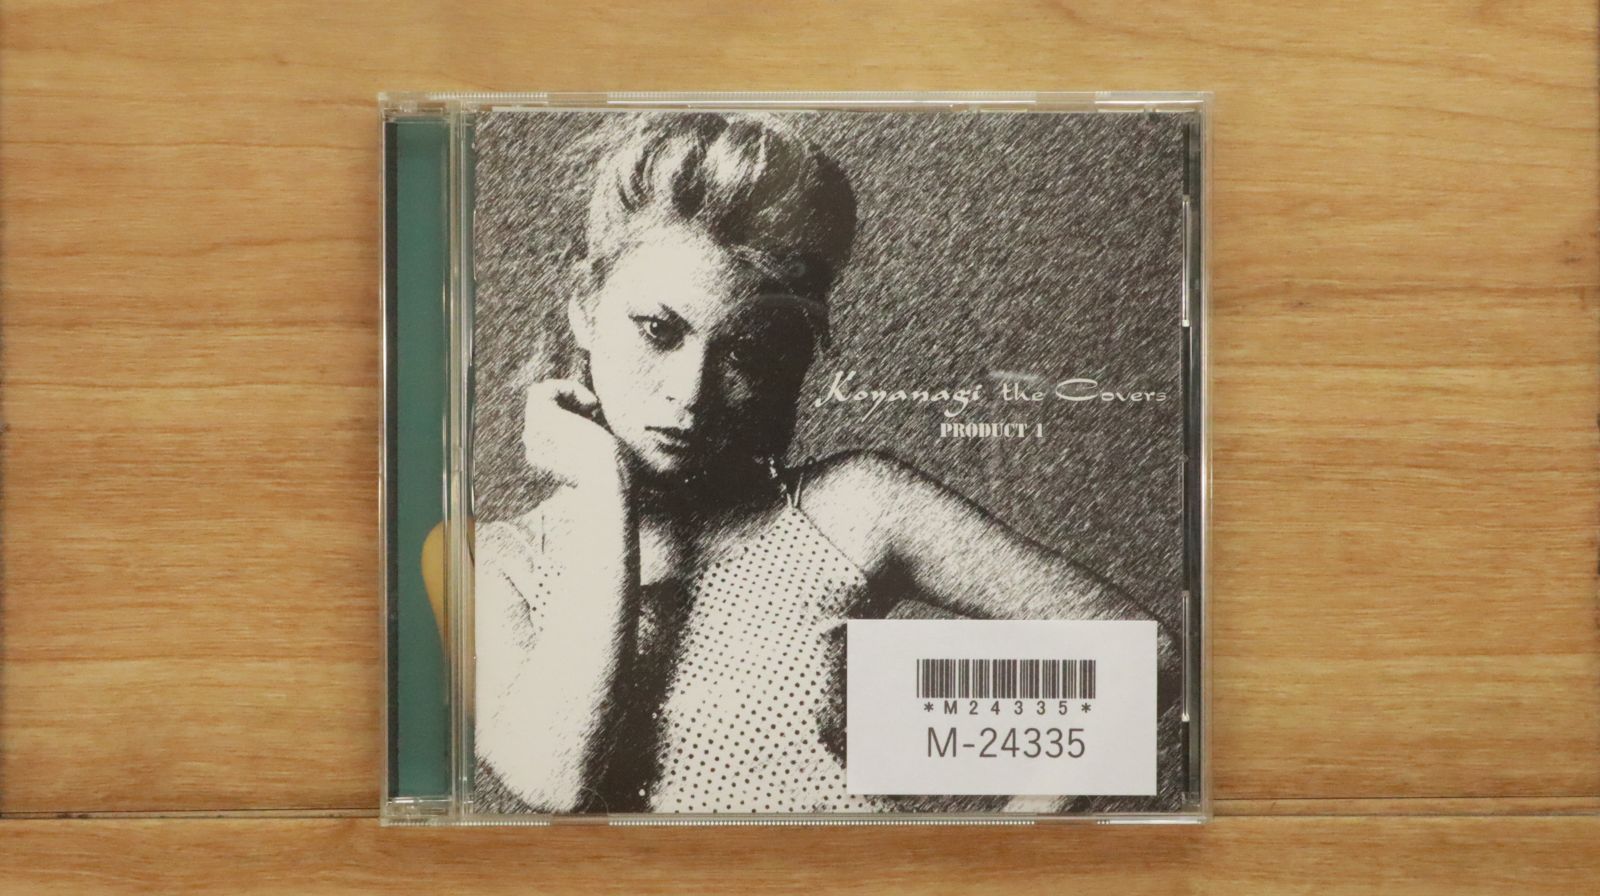 Koyanagi the Covers
PRODUCT 1
*M24335*
M-24335